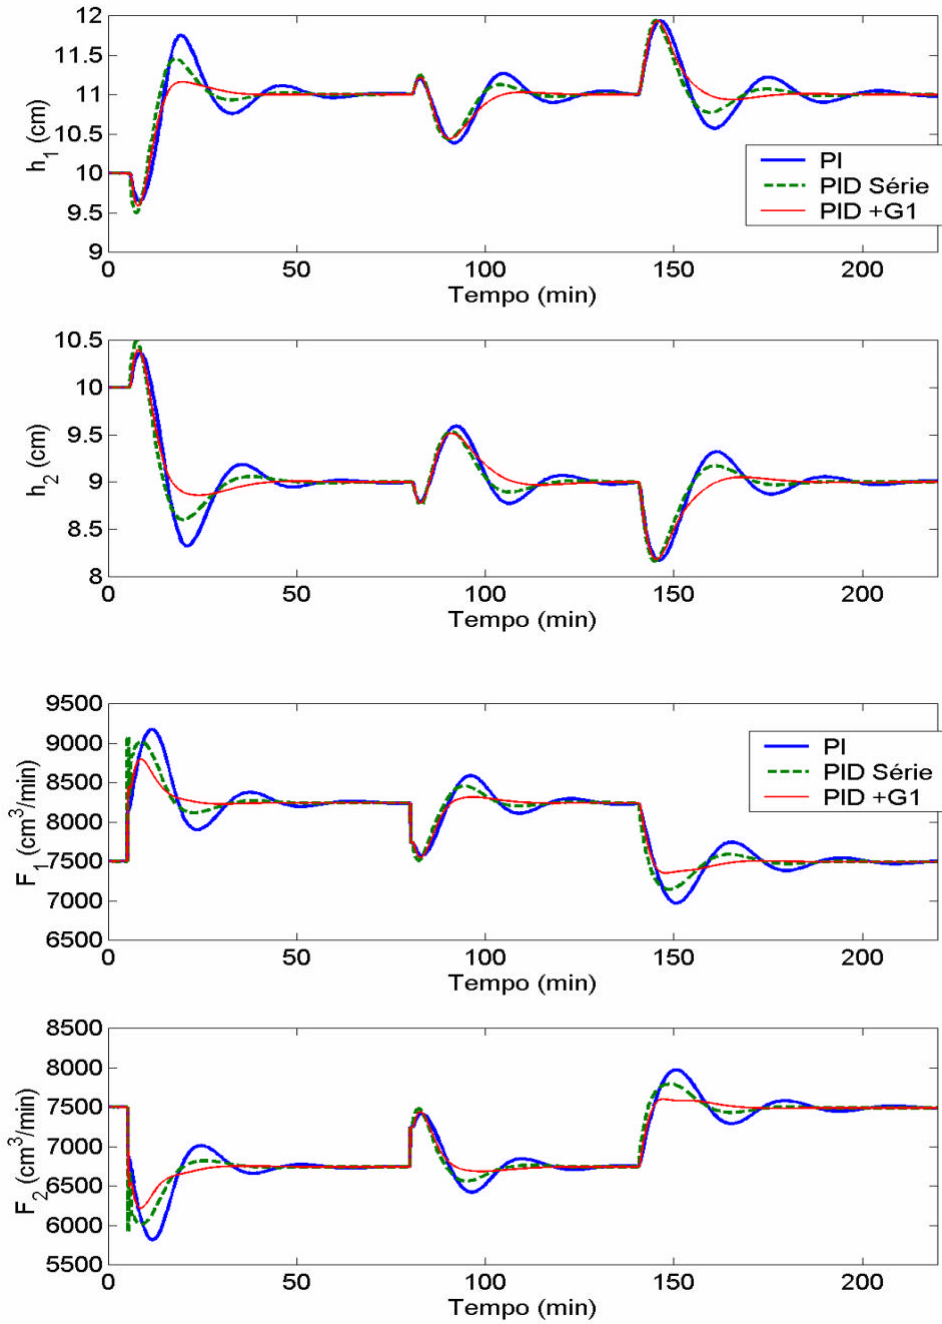 12
11.5
11
10.5
10
9.5
9
h1 (cm)
PI
PID Série
PID +G1
0 50 100 150 200
Tempo (min)
10.5
10
9.5
9
8.5
8
h2 (cm)
0 50 100 150 200
Tempo (min)
9500
9000
8500
8000
7500
7000
6500
F1 (cm3/min)
PI
PID Série
PID +G1
0 50 100 150 200
Tempo (min)
8500
8000
7500
7000
6500
6000
5500
F2 (cm3/min)
0 50 100 150 200
Tempo (min)